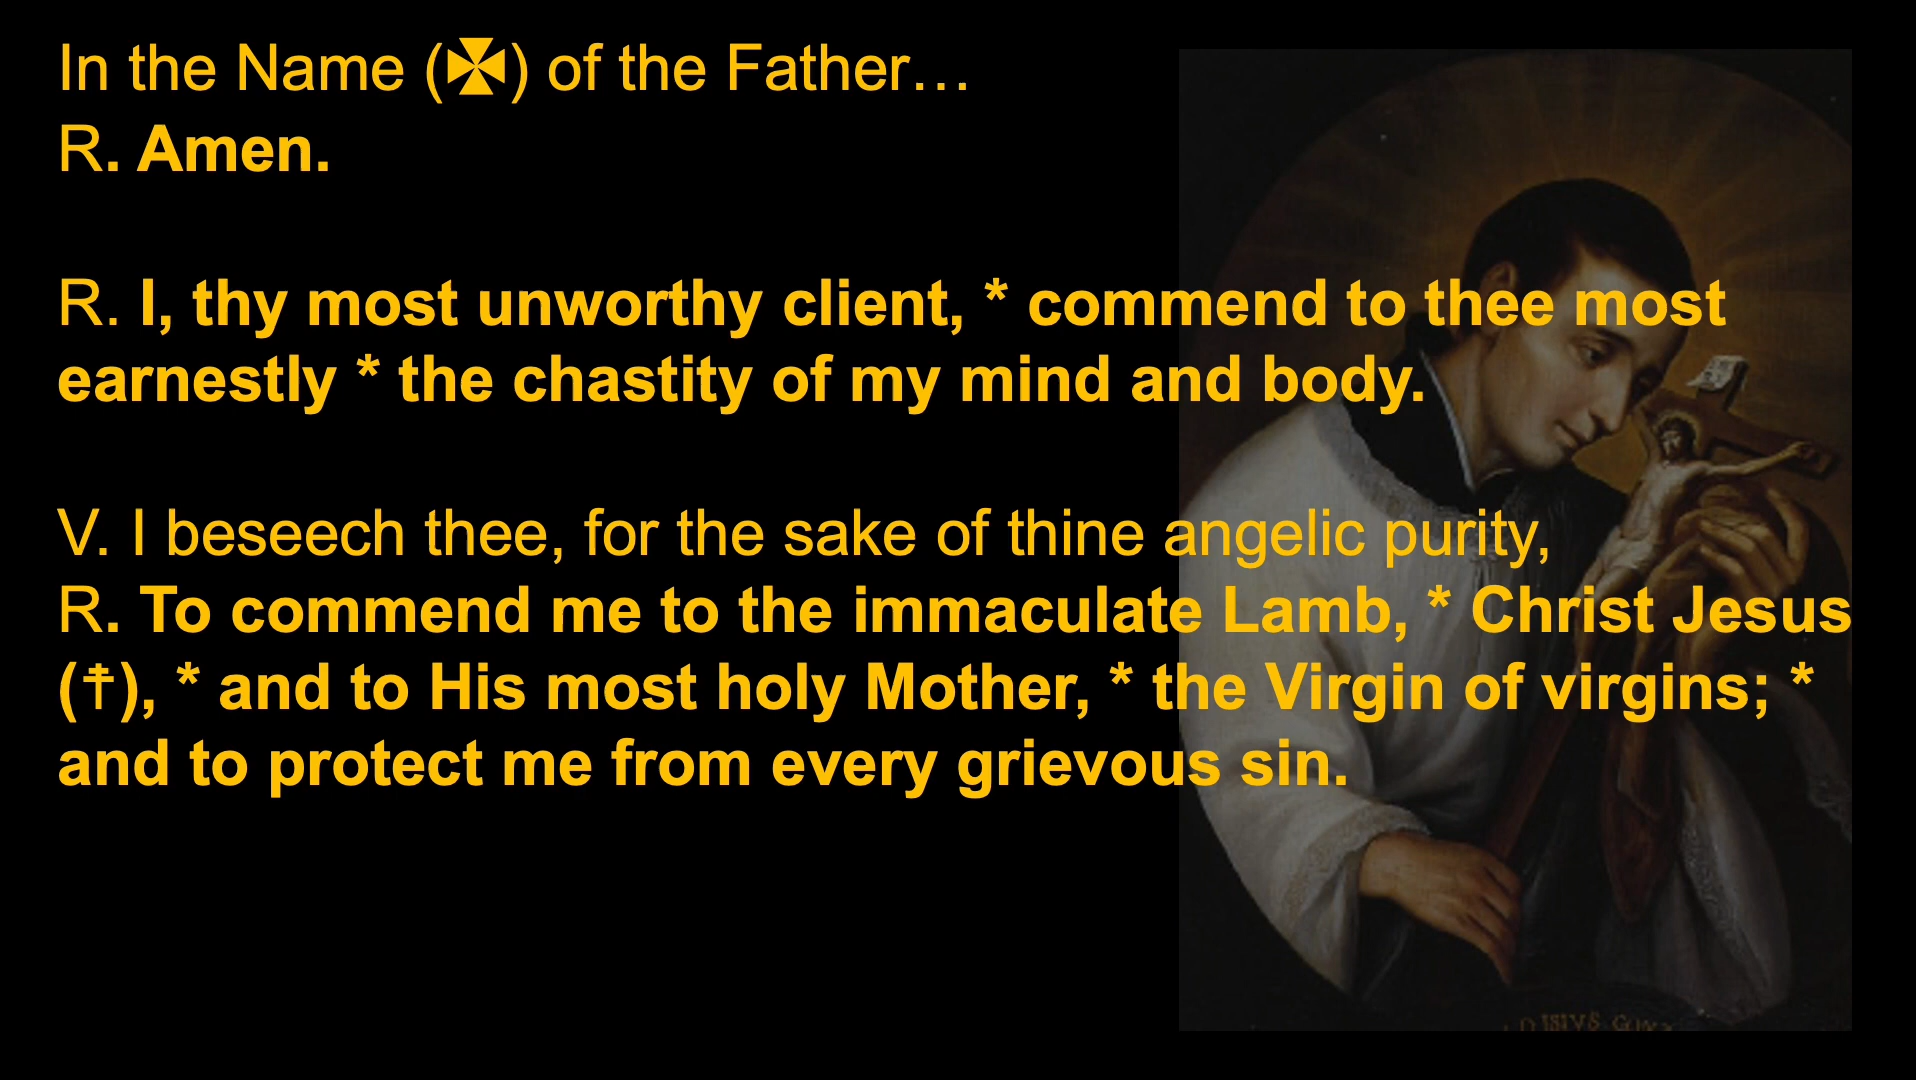 In the Name (✠) of the Father…
R. Amen.
R. I, thy most unworthy client, * commend to thee most
earnestly * the chastity of my mind and body.
V. I beseech thee, for the sake of thine angelic purity,
R. To commend me to the immaculate Lamb, * Christ Jesus
(☨), * and to His most holy Mother, * the Virgin of virgins; *
and to protect me from every grievous sin.